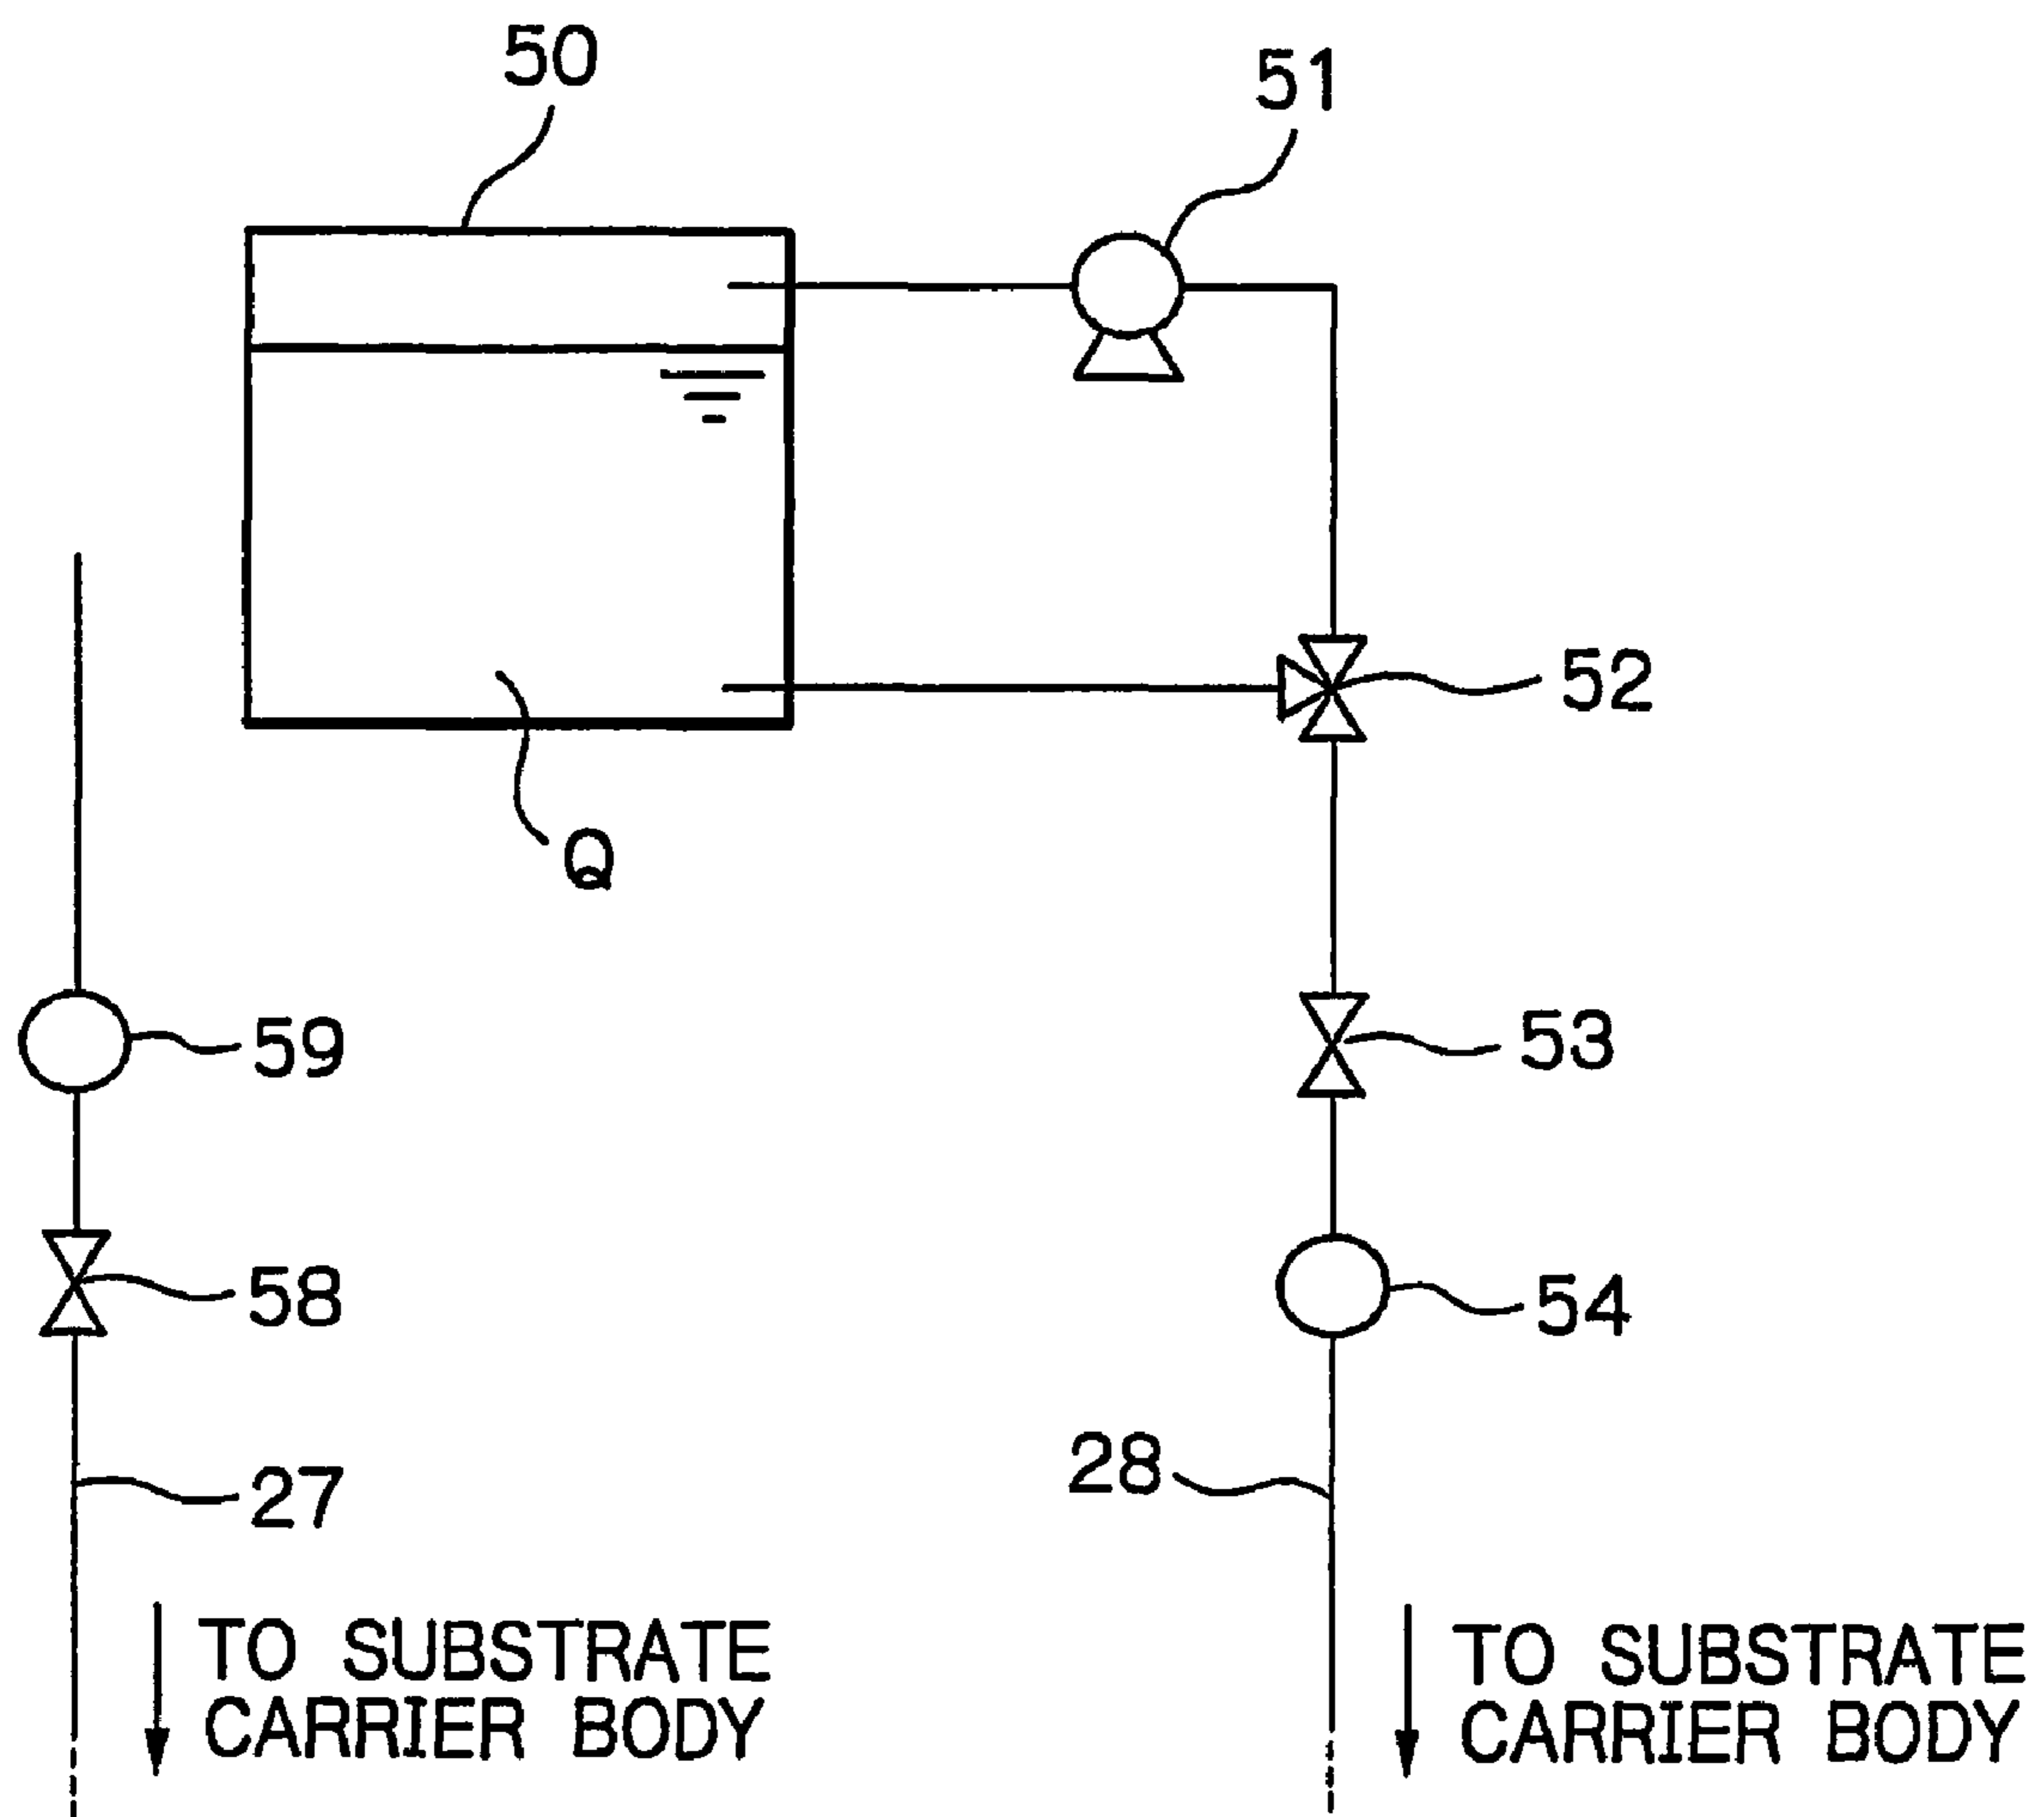 50
51
52
Q
59
53
58
54
27
28
TO SUBSTRATE
CARRIER BODY
TO SUBSTRATE
CARRIER BODY